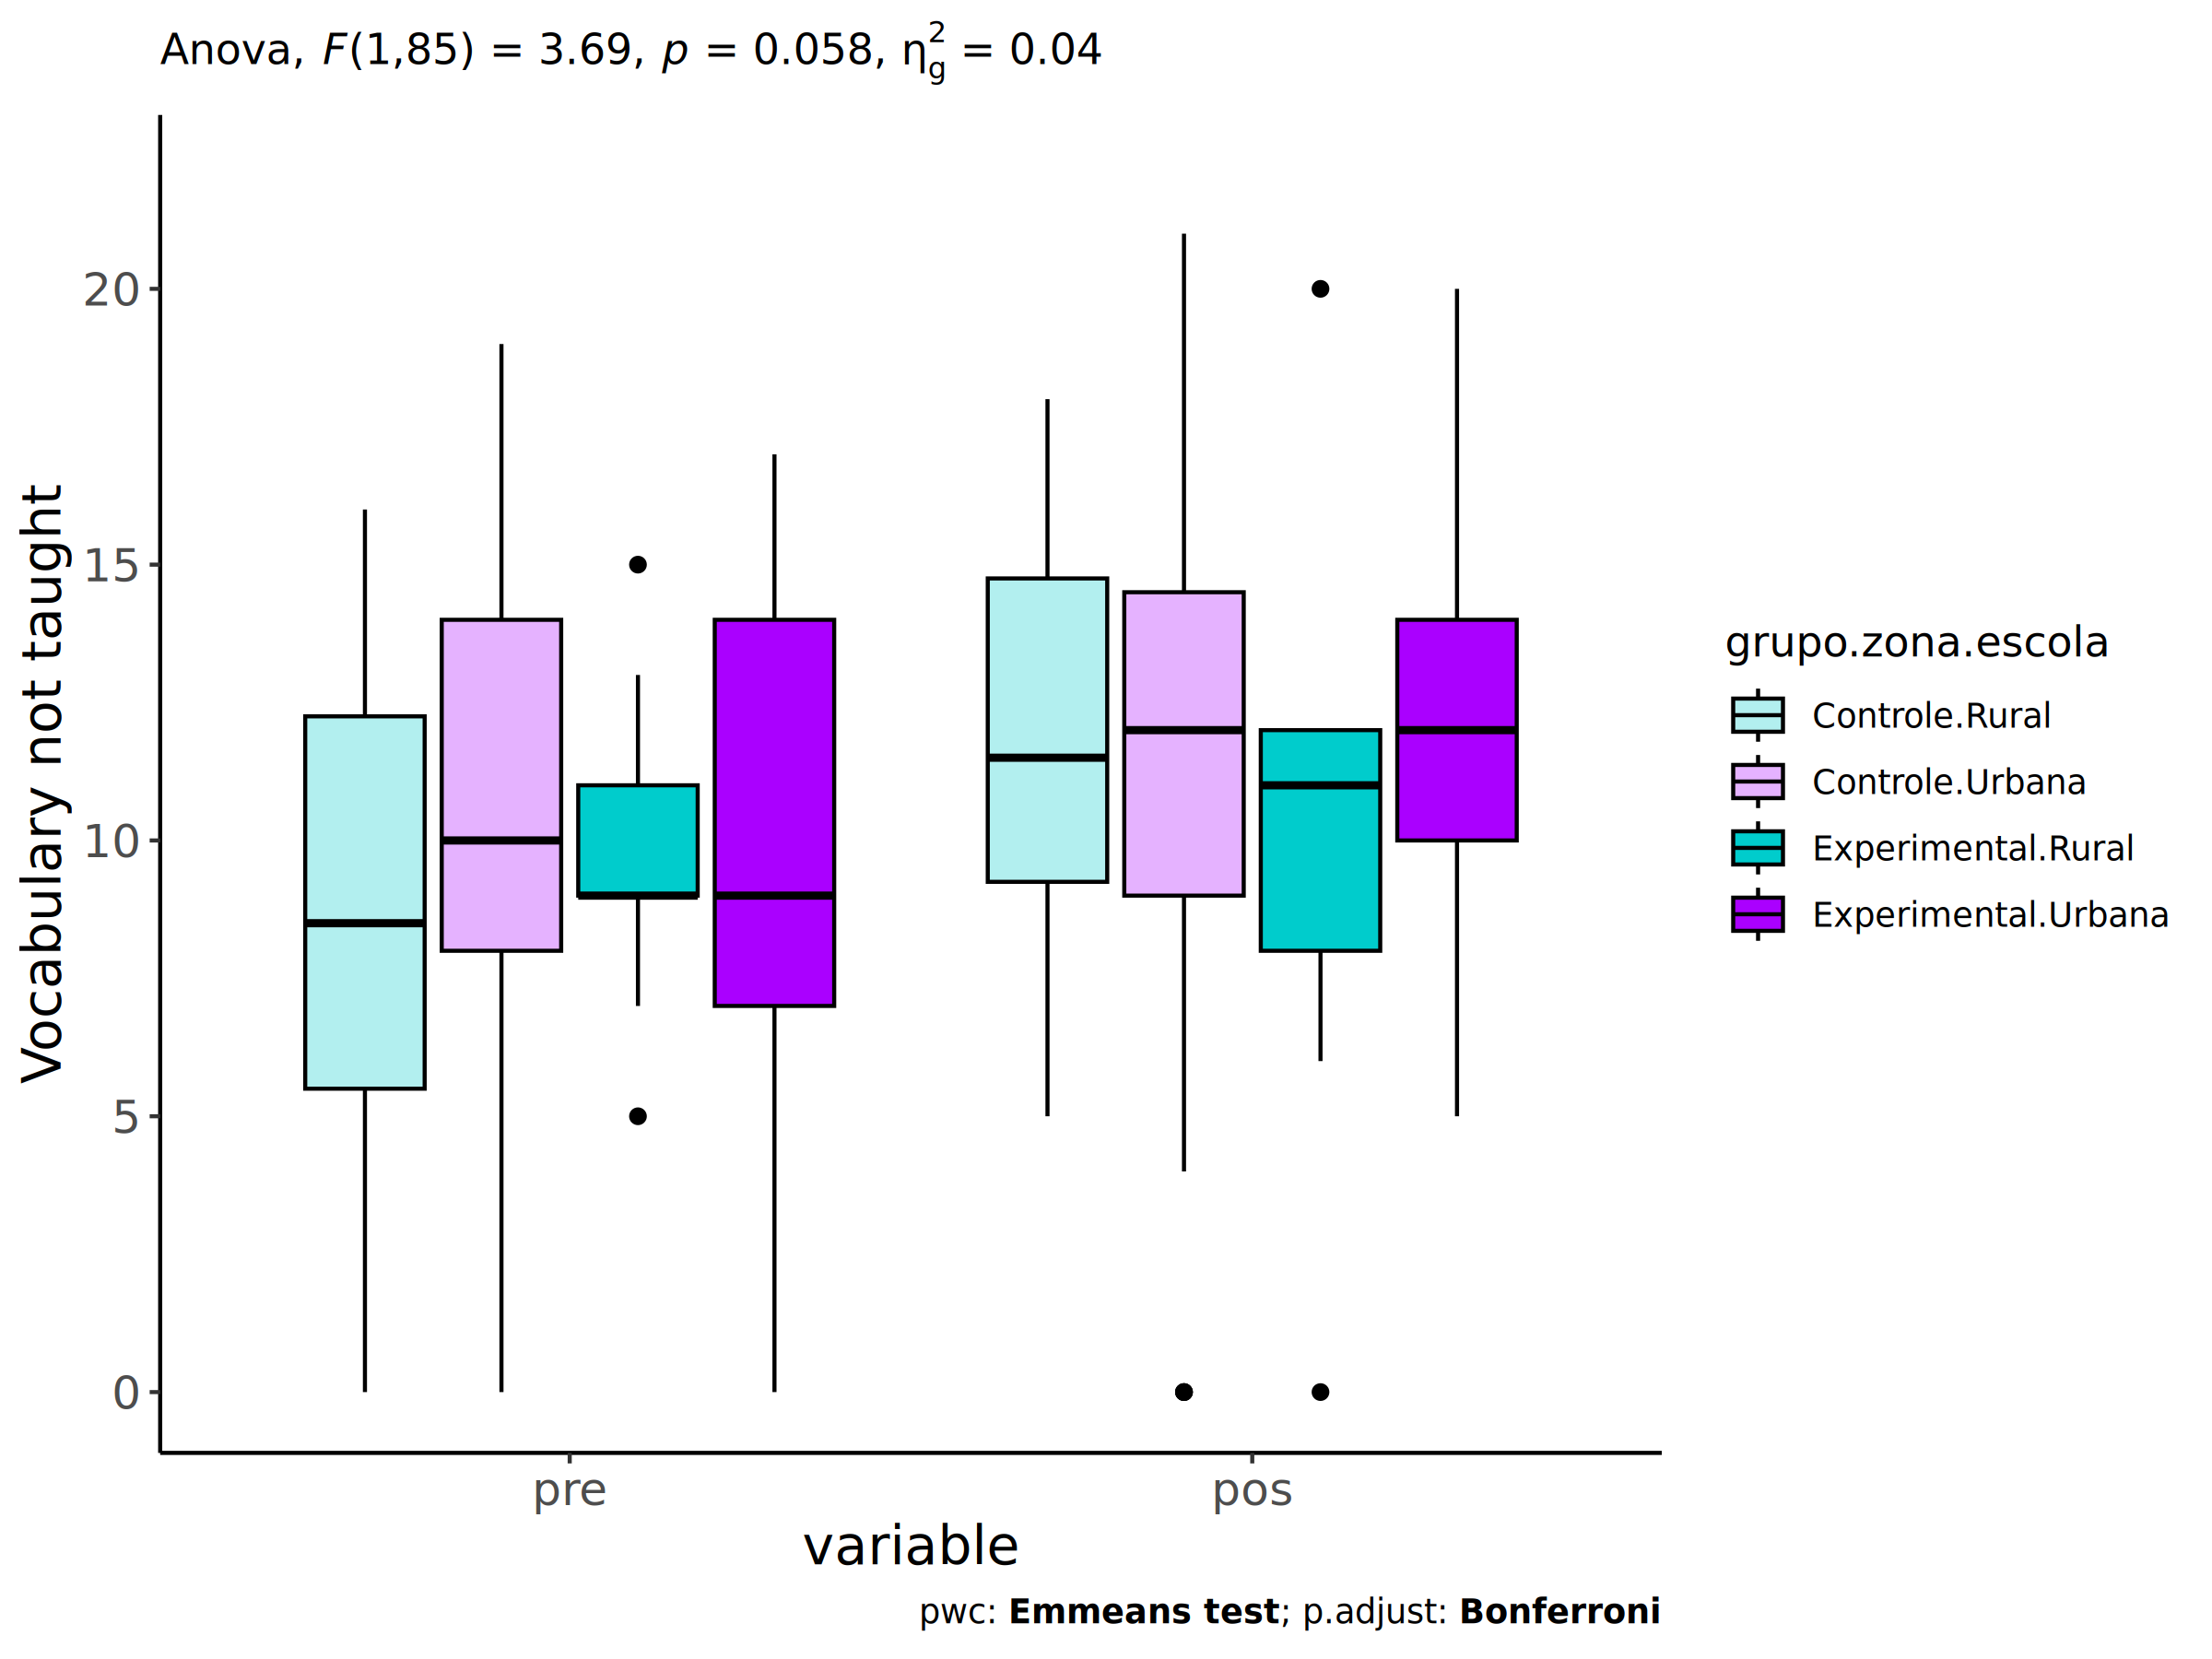 Anova, F(1,85) = 3.69, p = 0.058, η²g = 0.04
Vocabulary not taught
20
15
10
5
0
pre
pos
variable
grupo.zona.escola
Controle.Rural
Controle.Urbana
Experimental.Rural
Experimental.Urbana
pwc: Emmeans test; p.adjust: Bonferroni